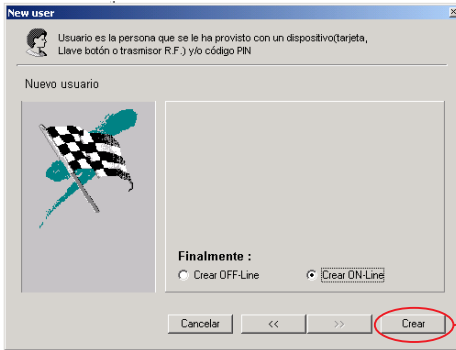 New user
Usuario es la persona que se le ha provisto con un dispositivo(tarjeta,
Llave botón o trasmisor R.F.) y/o código PIN
Nuevo usuario
Finalmente :
Crear OFF-Line Crear ON-Line
Cancelar << >> Crear